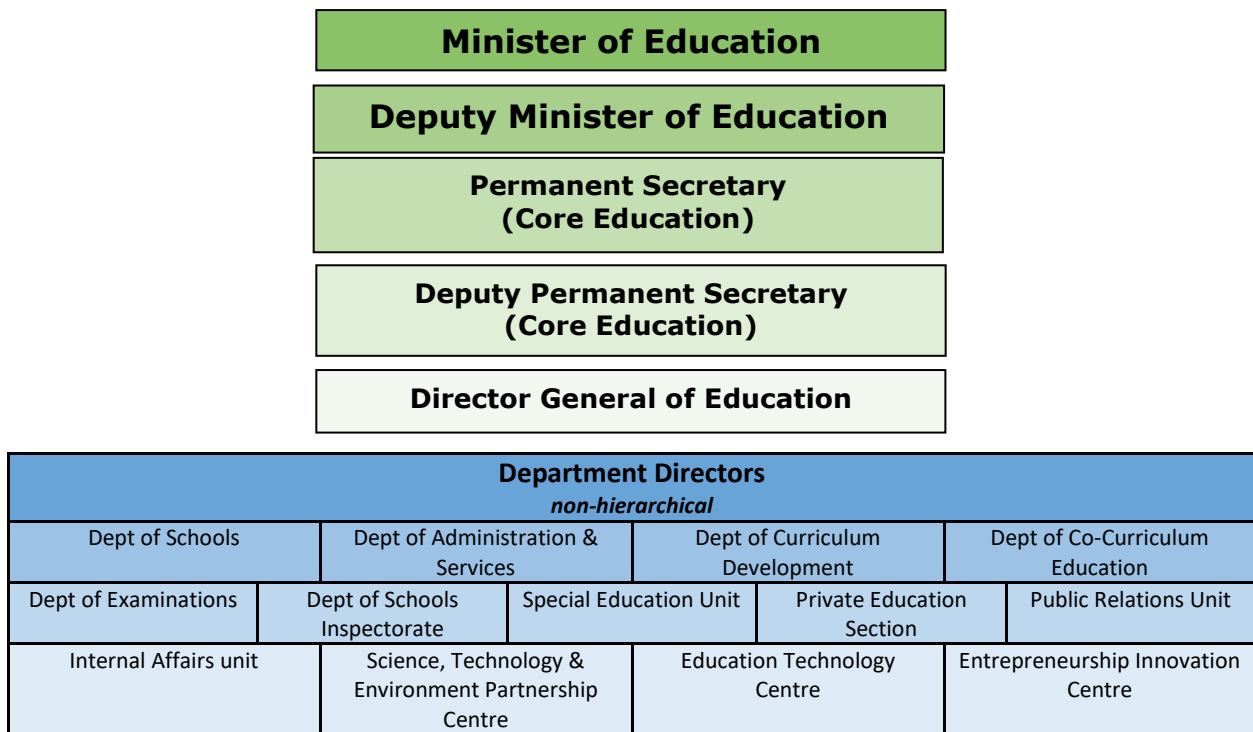 Minister of Education
Deputy Minister of Education
Permanent Secretary
(Core Education)
Deputy Permanent Secretary
(Core Education)
Director General of Education
Department Directors
non-hierarchical
Dept of Schools
Dept of Administration &
Services
Dept of Curriculum
Development
Dept of Co-Curriculum
Education
Dept of Examinations
Dept of Schools
Inspectorate
Special Education Unit
Private Education
Section
Public Relations Unit
Internal Affairs unit
Science, Technology &
Environment Partnership
Centre
Education Technology
Centre
Entrepreneurship Innovation
Centre